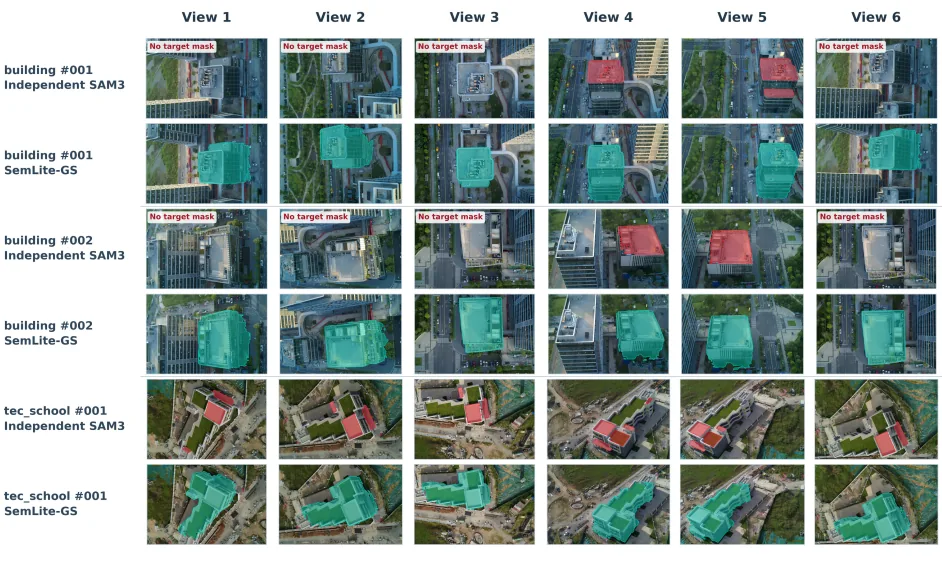 View 1 View 2 View 3 View 4 View 5 View 6
No target mask No target mask No target mask No target mask
building #001
Independent SAM3
building #001
SemLite-GS
No target mask No target mask No target mask No target mask
building #002
Independent SAM3
building #002
SemLite-GS
tec_school #001
Independent SAM3
tec_school #001
SemLite-GS